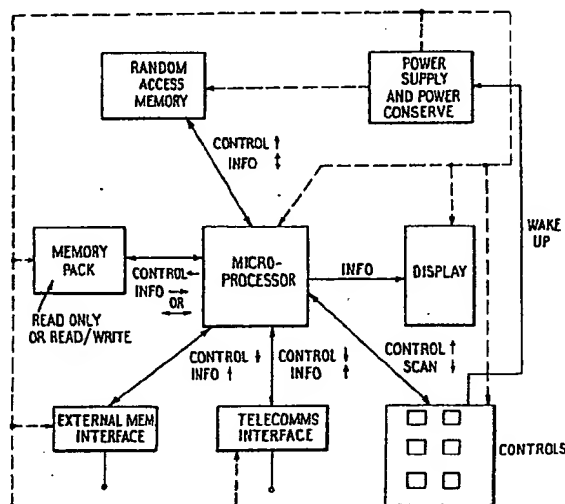 RANDOM
ACCESS
MEMORY
POWER
SUPPLY
AND POWER
CONSERVE
CONTROL ↑
INFO ↕
WAKE
UP
MEMORY
PACK
MICRO-
PROCESSOR
INFO
DISPLAY
CONTROL ←
INFO →
OR
↔
READ ONLY
OR READ/WRITE
CONTROL ↓
INFO ↑
CONTROL ↓
INFO ↑
CONTROL ↑
SCAN ↓
EXTERNAL MEM.
INTERFACE
TELECOMMS
INTERFACE
CONTROLS